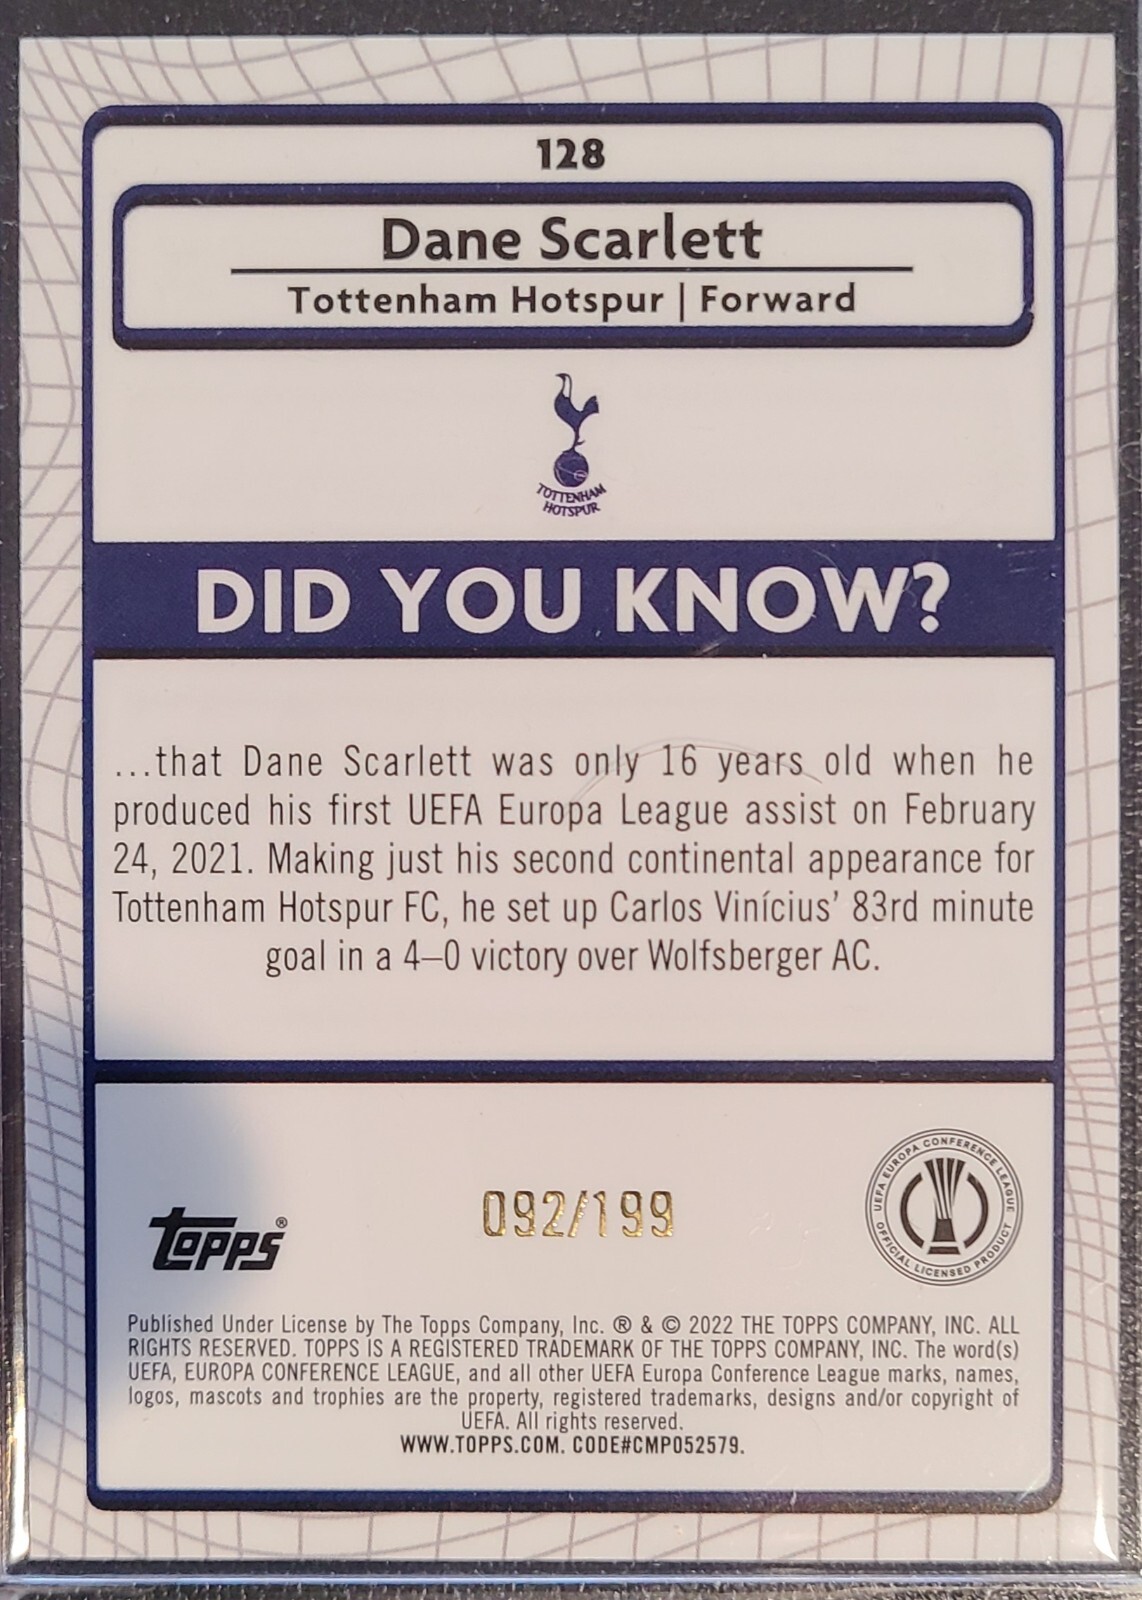 128
Dane Scarlett
Tottenham Hotspur | Forward
TOTTENHAM
HOTSPUR
DID YOU KNOW?
...that Dane Scarlett was only 16 years old when he
produced his first UEFA Europa League assist on February
24, 2021. Making just his second continental appearance for
Tottenham Hotspur FC, he set up Carlos Vinícius' 83rd minute
goal in a 4–0 victory over Wolfsberger AC.
topps®
092/199
UEFA EUROPA CONFERENCE LEAGUE
OFFICIAL LICENSED PRODUCT
Published Under License by The Topps Company, Inc. ® & © 2022 THE TOPPS COMPANY, INC. ALL
RIGHTS RESERVED. TOPPS IS A REGISTERED TRADEMARK OF THE TOPPS COMPANY, INC. The word(s)
UEFA, EUROPA CONFERENCE LEAGUE, and all other UEFA Europa Conference League marks, names,
logos, mascots and trophies are the property, registered trademarks, designs and/or copyright of
UEFA. All rights reserved.
WWW.TOPPS.COM. CODE#CMP052579.